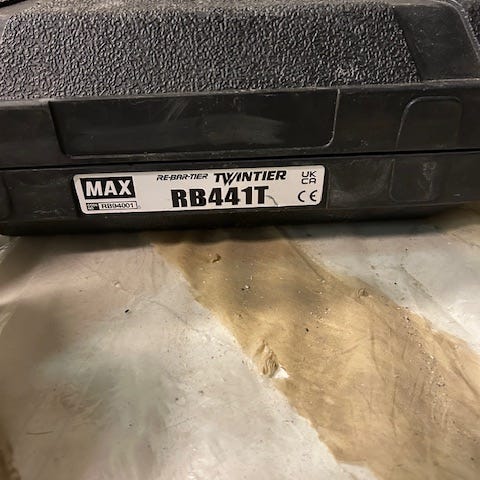 MAX
RB94001
RE-BAR-TIER TWINTIER
RB441T
UK
CA
CE